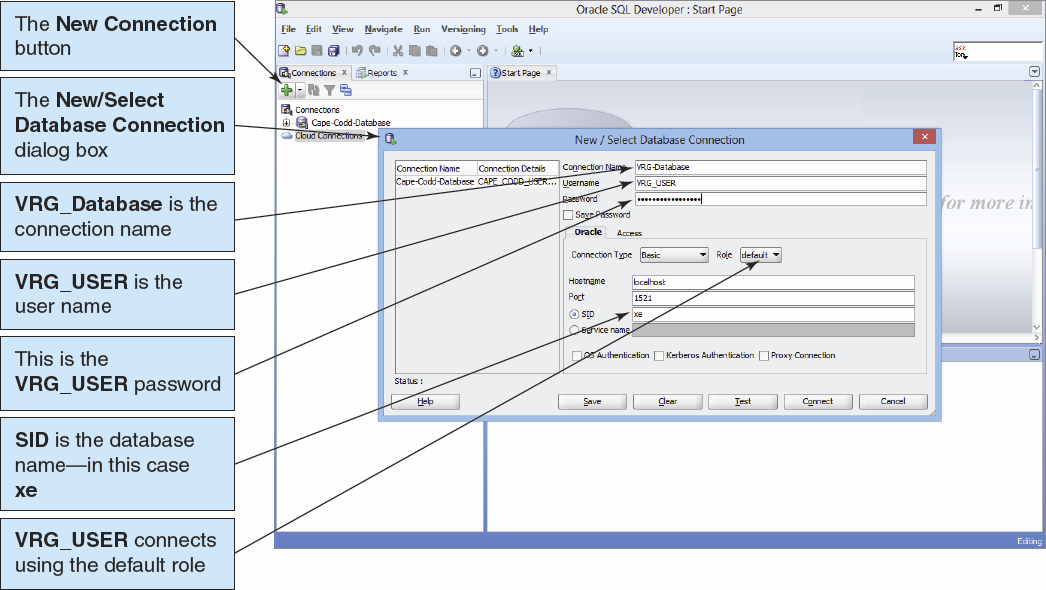 The New Connection
button
The New/Select
Database Connection
dialog box
VRG_Database is the
connection name
VRG_USER is the
user name
This is the
VRG_USER password
SID is the database
name—in this case
xe
VRG_USER connects
using the default role
Oracle SQL Developer : Start Page
File Edit View Navigate Run Versioning Tools Help
ask
Tom
Connections x Reports x
Start Page x
Connections
Cape-Codd-Database
Cloud Connections
for more in
New / Select Database Connection
Connection Name Connection Details
Cape-Codd-Database CAPE_CODD_USER...
Connection Name VRG-Database
Username VRG_USER
Password •••••••••••••••••
Save Password
Oracle Access
Connection Type Basic Role default
Hostname localhost
Port 1521
SID xe
Service name
OS Authentication Kerberos Authentication Proxy Connection
Status :
Help Save Clear Test Connect Cancel
Editing